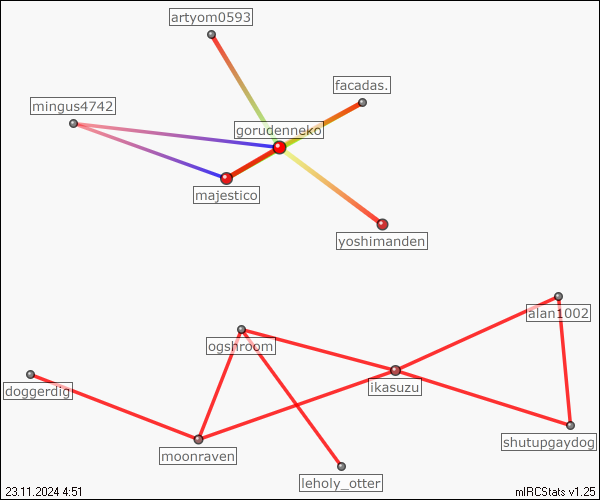 artyom0593
facadas.
mingus4742
gorudenneko
majestico
yoshimanden
alan1002
ogshroom
doggerdig
ikasuzu
shutupgaydog
moonraven
leholy_otter
23.11.2024 4:51
mIRCStats v1.25